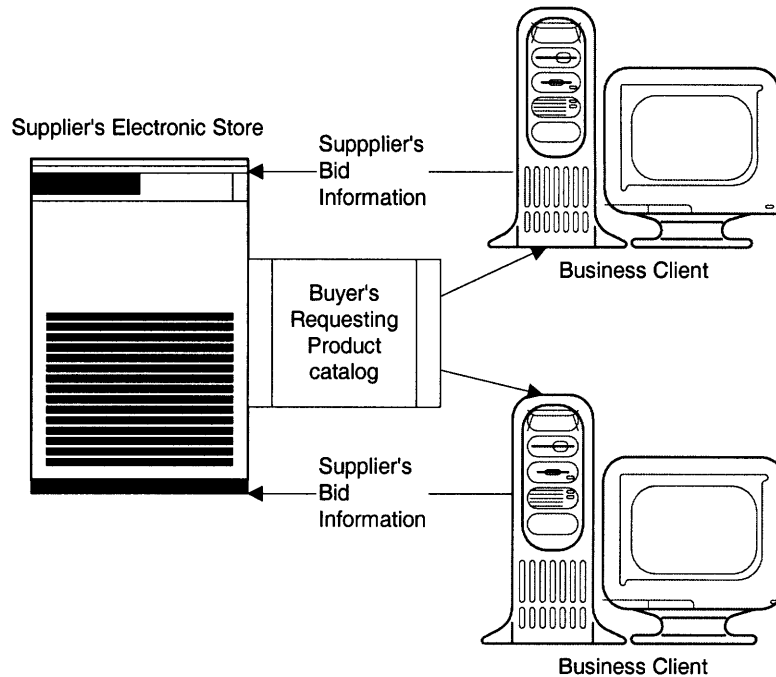 Supplier's Electronic Store
Suppplier's
Bid
Information
Business Client
Buyer's
Requesting
Product
catalog
Supplier's
Bid
Information
Business Client